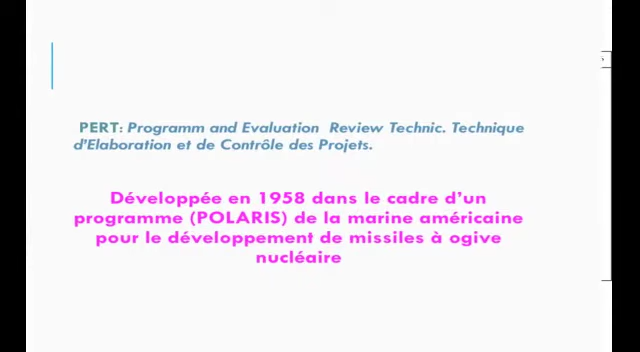 PERT: Programm and Evaluation Review Technic. Technique
d'Elaboration et de Contrôle des Projets.
Développée en 1958 dans le cadre d'un
programme (POLARIS) de la marine américaine
pour le développement de missiles à ogive
nucléaire